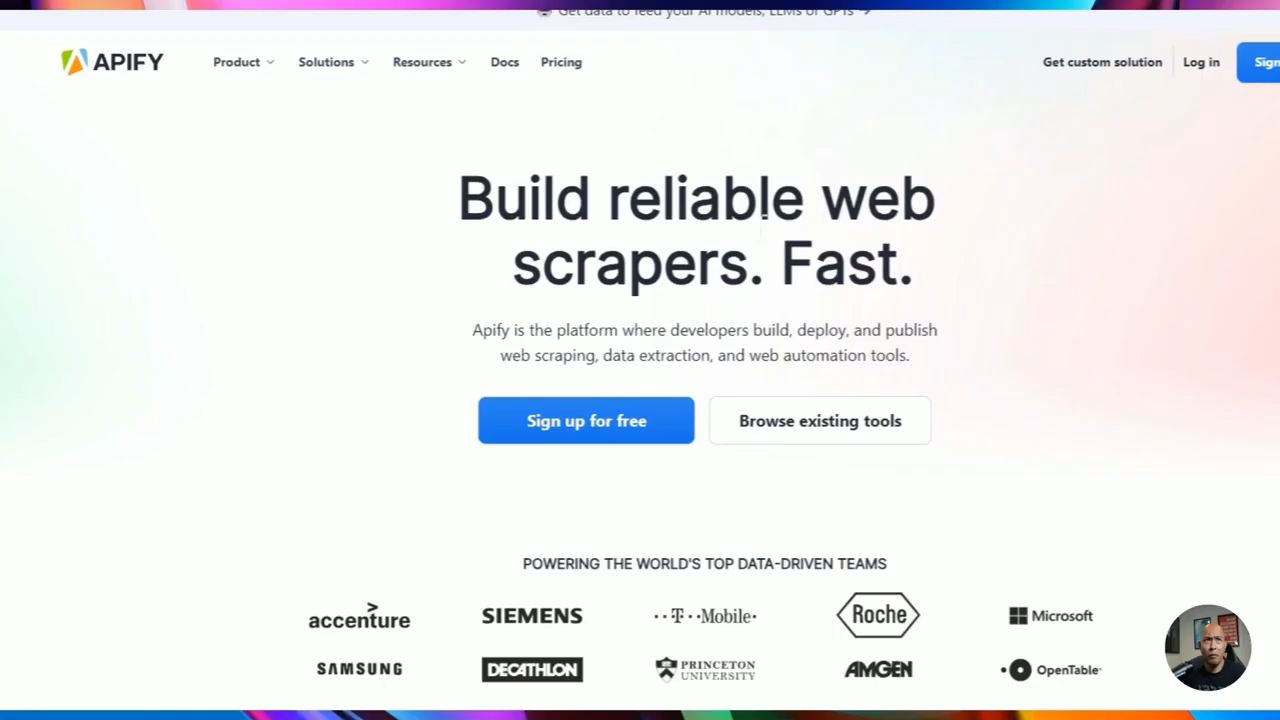 Get data to feed your AI models, LLMs or GPTs →
APIFY Product Solutions Resources Docs Pricing Get custom solution Log in Sign
Build reliable web
scrapers. Fast.
Apify is the platform where developers build, deploy, and publish
web scraping, data extraction, and web automation tools.
Sign up for free Browse existing tools
POWERING THE WORLD'S TOP DATA-DRIVEN TEAMS
accenture SIEMENS T Mobile Roche Microsoft
SAMSUNG DECATHLON PRINCETON UNIVERSITY AMGEN OpenTable